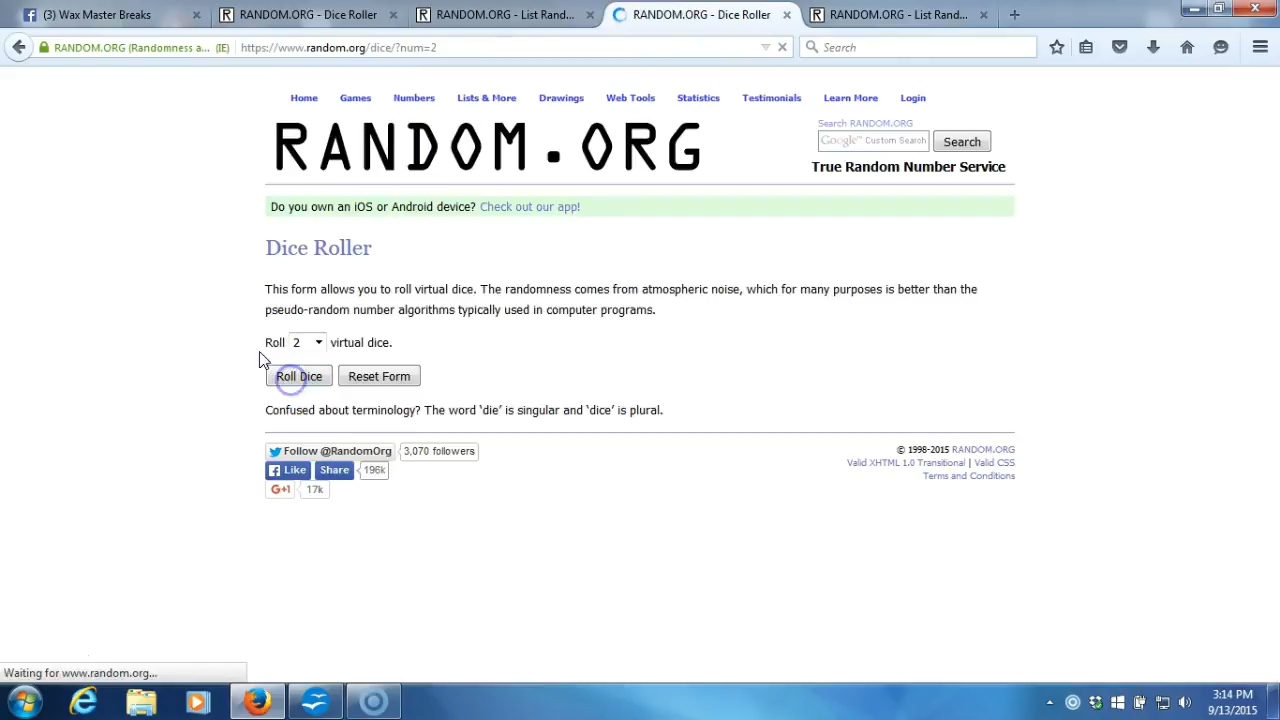 (3) Wax Master Breaks
RANDOM.ORG - Dice Roller
RANDOM.ORG - List Rand...
RANDOM.ORG - Dice Roller
RANDOM.ORG - List Rand...
RANDOM.ORG (Randomness a... (IE)
https://www.random.org/dice/?num=2
Search
Home Games Numbers Lists & More Drawings Web Tools Statistics Testimonials Learn More Login
RANDOM.ORG
Search RANDOM.ORG
Google™ Custom Search
Search
True Random Number Service
Do you own an iOS or Android device? Check out our app!
Dice Roller
This form allows you to roll virtual dice. The randomness comes from atmospheric noise, which for many purposes is better than the
pseudo-random number algorithms typically used in computer programs.
Roll 2 virtual dice.
Roll Dice Reset Form
Confused about terminology? The word ‘die’ is singular and ‘dice’ is plural.
Follow @RandomOrg 3,070 followers
Like Share 196k
G+1 17k
© 1998-2015 RANDOM.ORG
Valid XHTML 1.0 Transitional | Valid CSS
Terms and Conditions
Waiting for www.random.org...
3:14 PM
9/13/2015